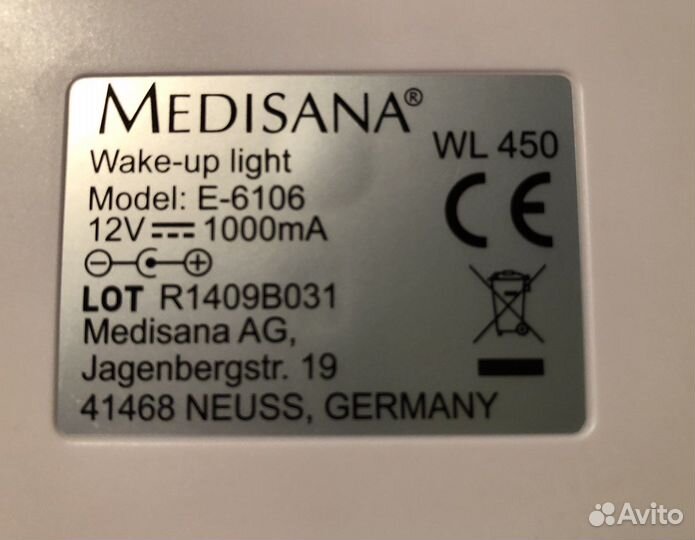 MEDISANA®
WL 450
Wake-up light
Model: E-6106
12V ⎓ 1000mA
LOT R1409B031
Medisana AG,
Jagenbergstr. 19
41468 NEUSS, GERMANY
CE
Avito